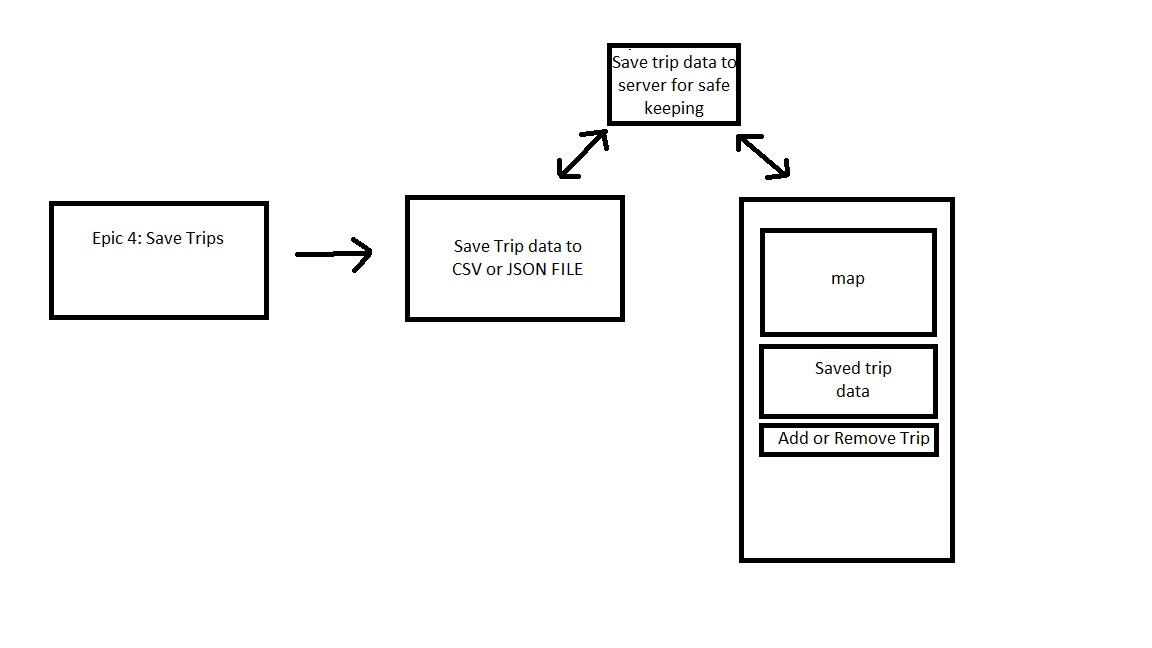 Save trip data to
server for safe
keeping
Epic 4: Save Trips
Save Trip data to
CSV or JSON FILE
map
Saved trip
data
Add or Remove Trip